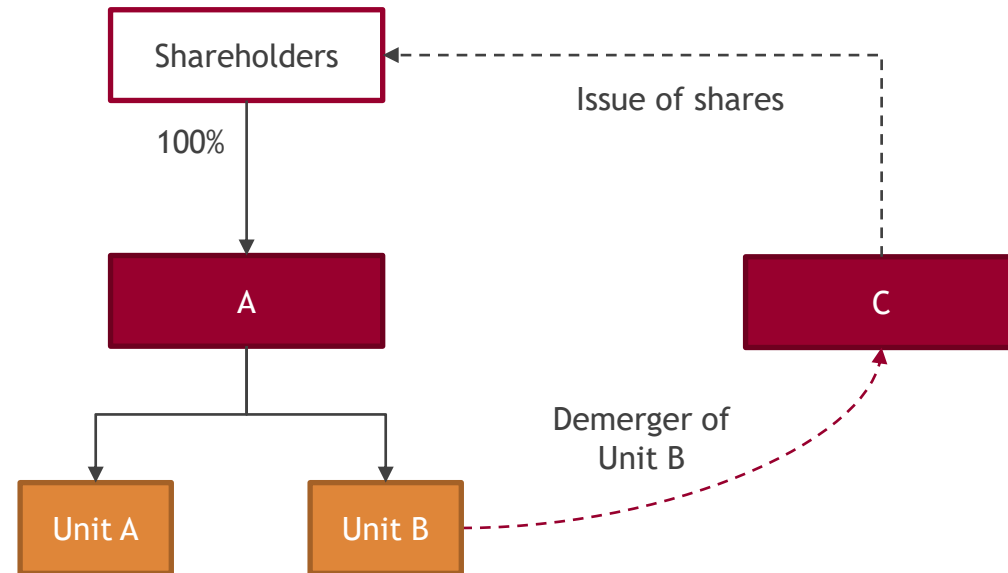 Shareholders
Issue of shares
100%
A
C
Demerger of
Unit B
Unit A
Unit B